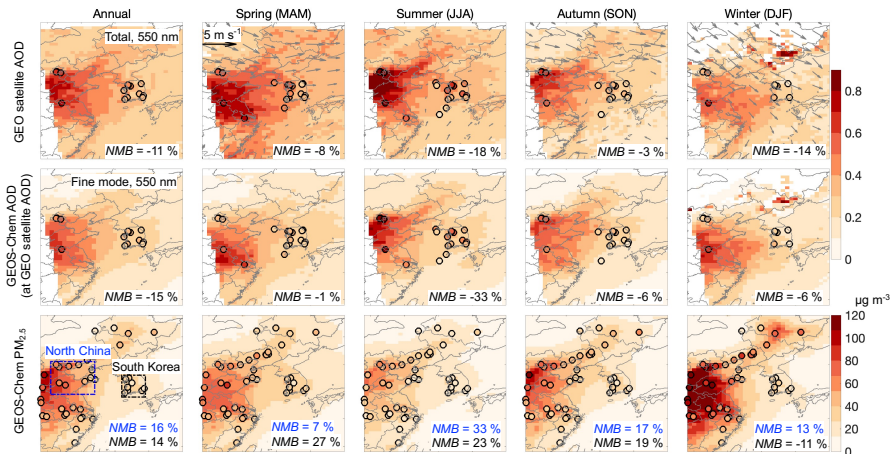 Annual
Spring (MAM)
Summer (JJA)
Autumn (SON)
Winter (DJF)
GEO satellite AOD
Total, 550 nm
5 m s⁻¹
NMB = -11 %
NMB = -8 %
NMB = -18 %
NMB = -3 %
NMB = -14 %
0.8
0.6
0.4
0.2
0
GEOS-Chem AOD
(at GEO satellite AOD)
Fine mode, 550 nm
NMB = -15 %
NMB = -1 %
NMB = -33 %
NMB = -6 %
NMB = -6 %
GEOS-Chem PM₂.₅
North China
South Korea
NMB = 16 %
NMB = 14 %
NMB = 7 %
NMB = 27 %
NMB = 33 %
NMB = 23 %
NMB = 17 %
NMB = 19 %
NMB = 13 %
NMB = -11 %
µg m⁻³
120
100
80
60
40
20
0